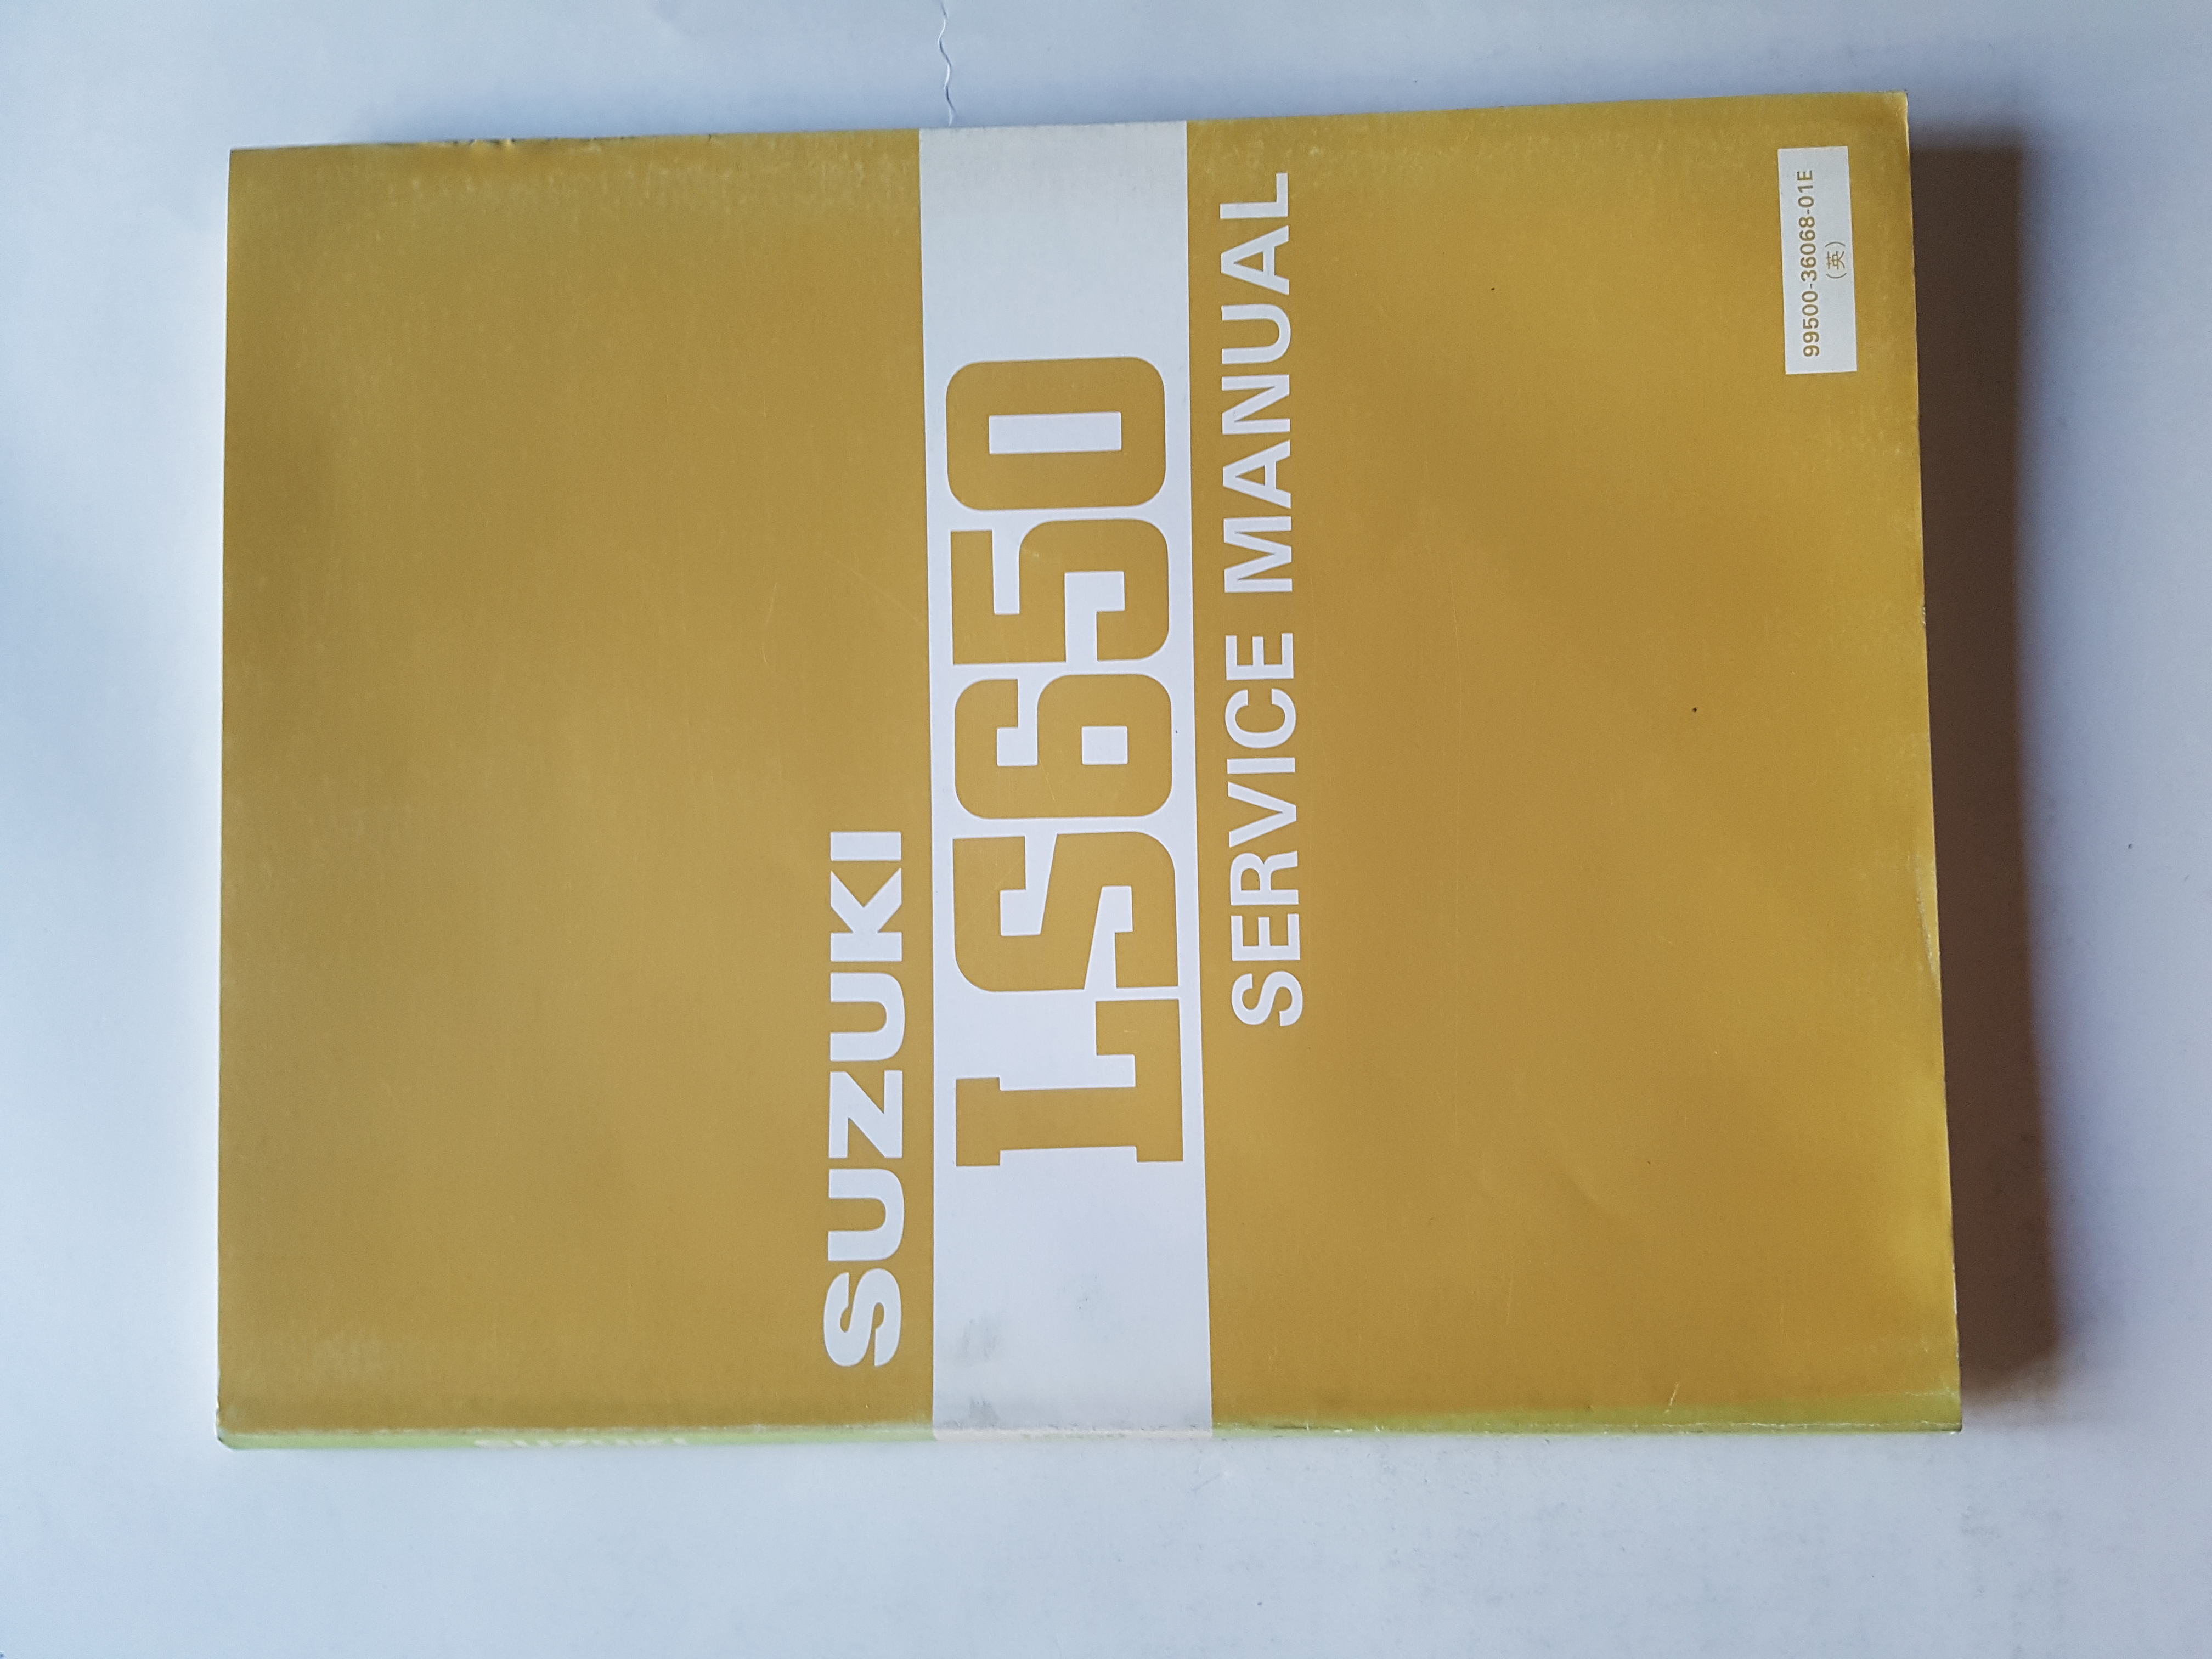 SUZUKI
LS650
SERVICE MANUAL
99500-36068-01E
(英)